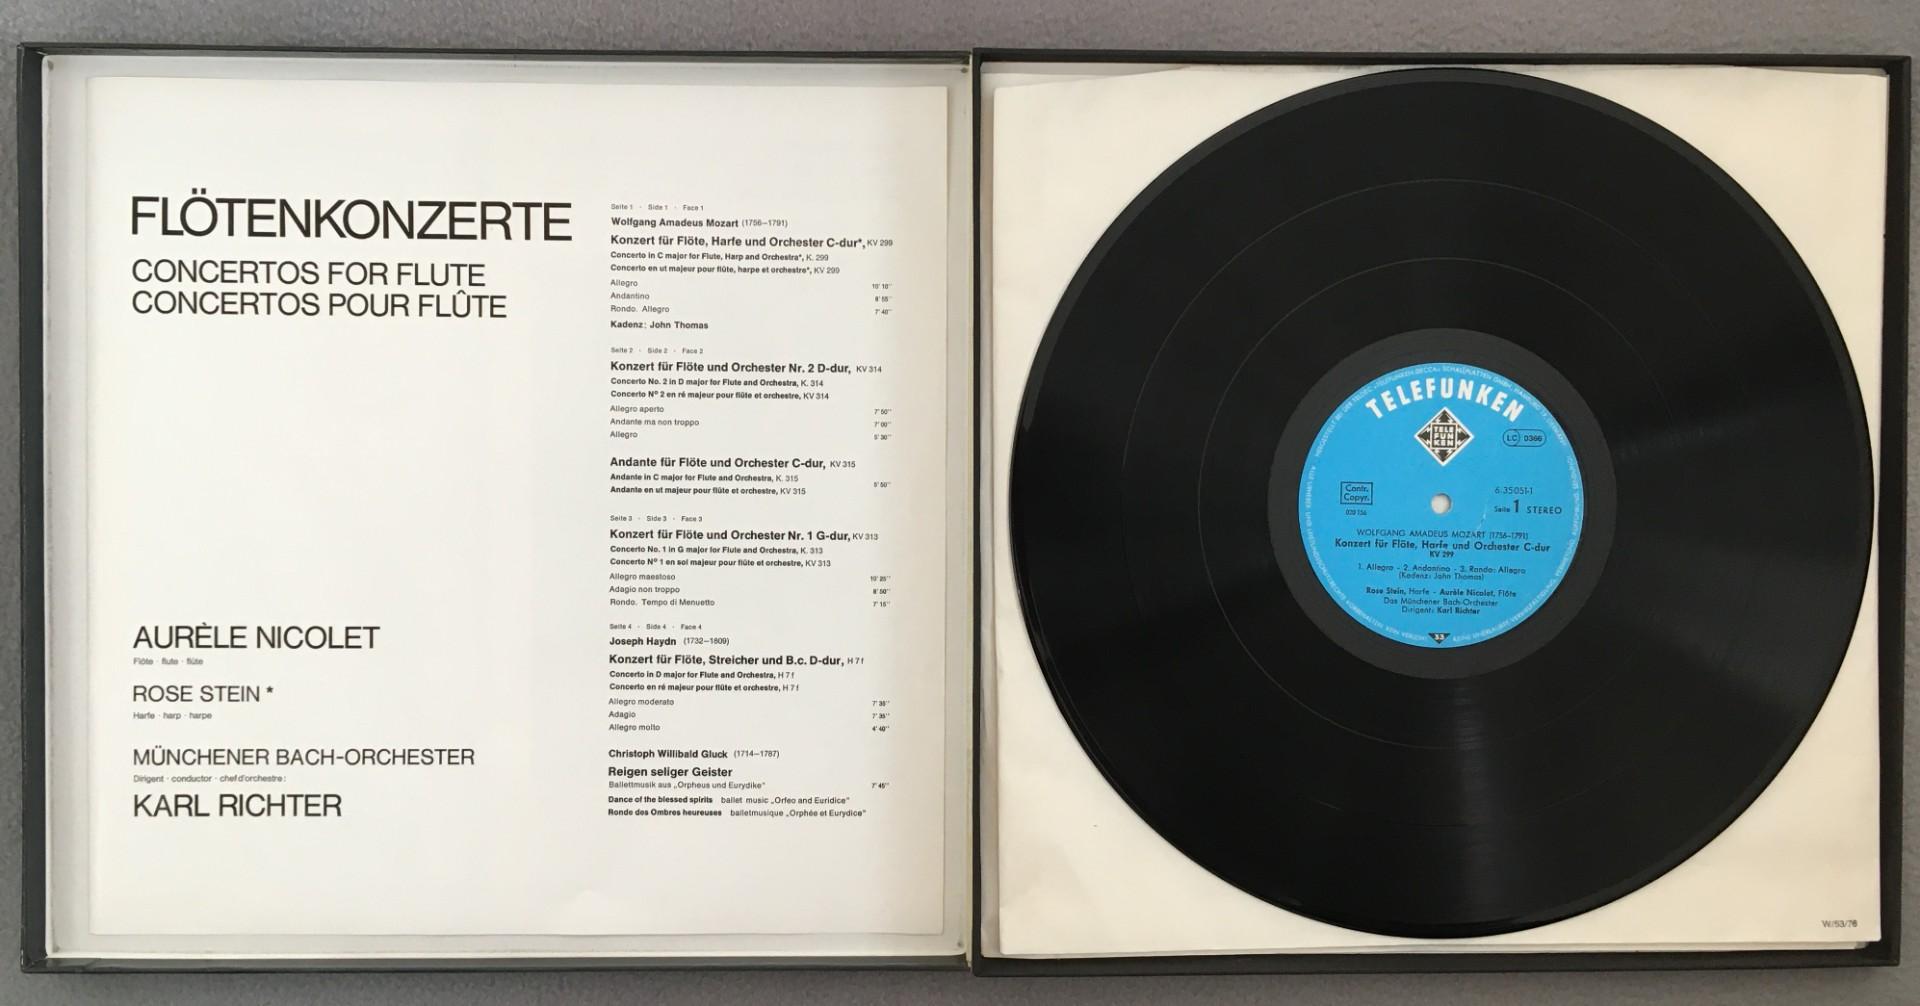 FLÖTENKONZERTE
CONCERTOS FOR FLUTE
CONCERTOS POUR FLÛTE
AURÈLE NICOLET
Flöte · flute · flûte
ROSE STEIN *
Harfe · harp · harpe
MÜNCHENER BACH-ORCHESTER
Dirigent · conductor · chef d'orchestre:
KARL RICHTER
Seite 1 · Side 1 · Face 1
Wolfgang Amadeus Mozart (1756–1791)
Konzert für Flöte, Harfe und Orchester C-dur*, KV 299
Concerto in C major for Flute, Harp and Orchestra*, K. 299
Concerto en ut majeur pour flûte, harpe et orchestre*, KV 299
Allegro 10' 10''
Andantino 8' 55''
Rondo. Allegro 7' 40''
Kadenz: John Thomas
Seite 2 · Side 2 · Face 2
Konzert für Flöte und Orchester Nr. 2 D-dur, KV 314
Concerto No. 2 in D major for Flute and Orchestra, K. 314
Concerto Nº 2 en ré majeur pour flûte et orchestre, KV 314
Allegro aperto 7' 50''
Andante ma non troppo 7' 00''
Allegro 5' 30''
Andante für Flöte und Orchester C-dur, KV 315
Andante in C major for Flute and Orchestra, K. 315
Andante en ut majeur pour flûte et orchestre, KV 315
5' 50''
Seite 3 · Side 3 · Face 3
Konzert für Flöte und Orchester Nr. 1 G-dur, KV 313
Concerto No. 1 in G major for Flute and Orchestra, K. 313
Concerto Nº 1 en sol majeur pour flûte et orchestre, KV 313
Allegro maestoso 10' 25''
Adagio non troppo 8' 50''
Rondo. Tempo di Menuetto 7' 15''
Seite 4 · Side 4 · Face 4
Joseph Haydn (1732–1809)
Konzert für Flöte, Streicher und B.c. D-dur, H 7 f
Concerto in D major for Flute and Orchestra, H 7 f
Concerto en ré majeur pour flûte et orchestre, H 7 f
Allegro moderato 7' 35''
Adagio 7' 35''
Allegro molto 4' 40''
Christoph Willibald Gluck (1714–1787)
Reigen seliger Geister
Ballettmusik aus „Orpheus und Eurydike" 7' 45''
Dance of the blessed spirits ballet music „Orfeo and Euridice"
Ronde des Ombres heureuses balletmusique „Orphée et Eurydice"
TELEFUNKEN
TELE
FUN
KEN
LC 0366
Contr.
Copyr.
020 156
6.35051-1
Seite 1 STEREO
WOLFGANG AMADEUS MOZART (1756–1791)
Konzert für Flöte, Harfe und Orchester C-dur
KV 299
1. Allegro - 2. Andantino - 3. Rondo: Allegro
(Kadenz: John Thomas)
Rose Stein, Harfe - Aurèle Nicolet, Flöte
Das Münchener Bach-Orchester
Dirigent: Karl Richter
33
W/53/76